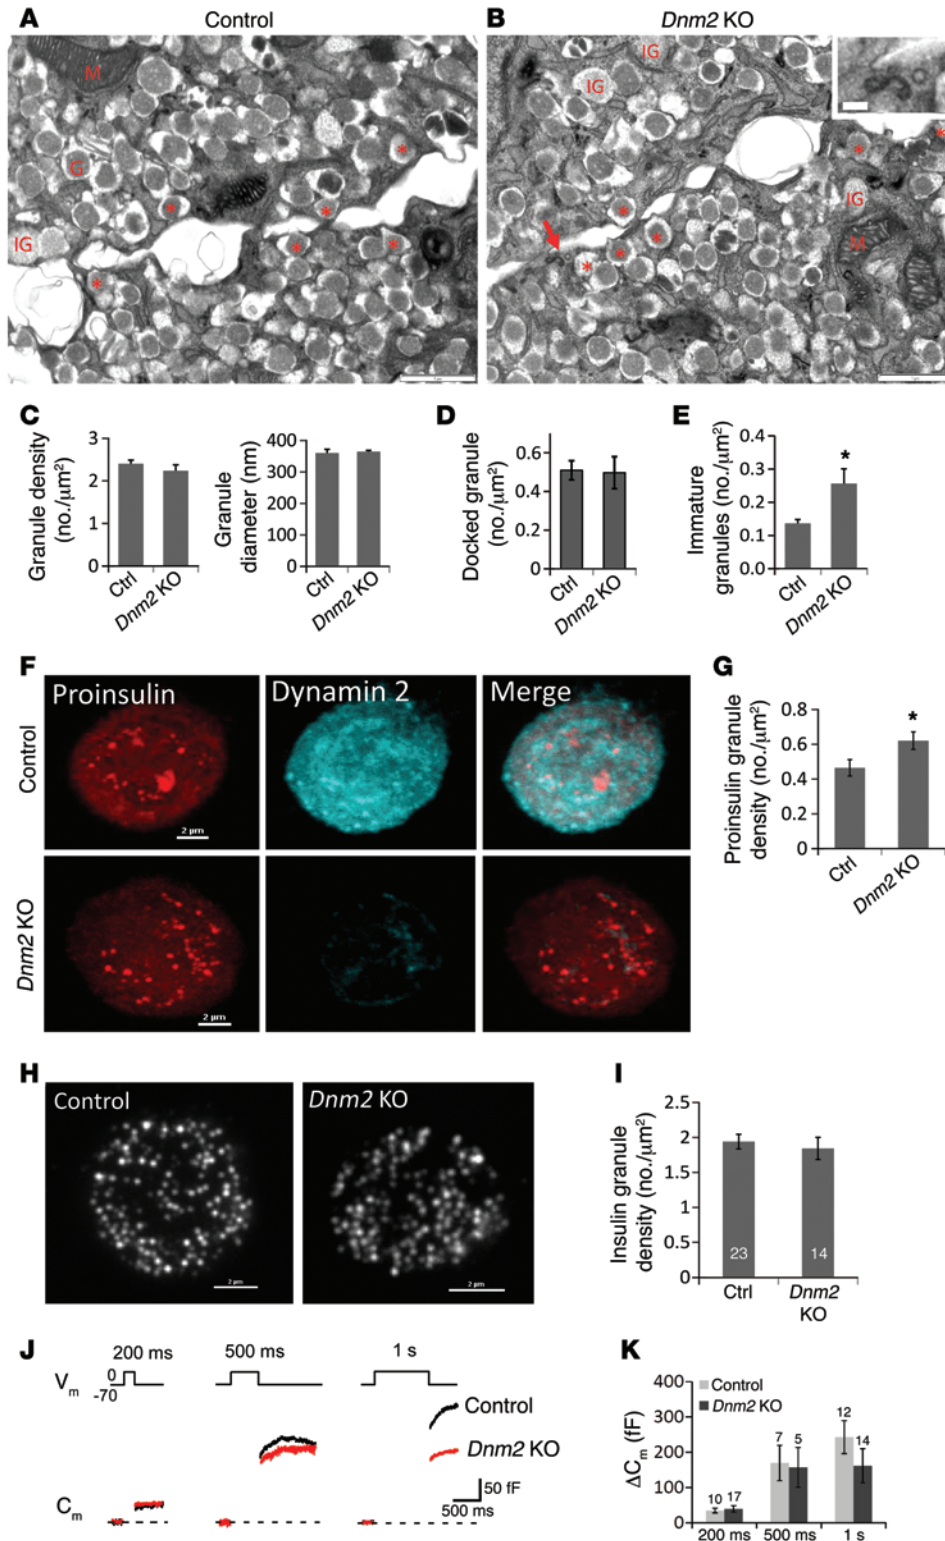 A Control
B Dnm2 KO
M
G
IG
*
*
*
*
*
*
IG
IG
IG
M
*
*
*
*
*
*
C
Granule density
(no./μm²)
3
2
1
0
Ctrl
Dnm2 KO
Granule
diameter (nm)
400
300
200
100
0
Ctrl
Dnm2 KO
D
Docked granule
(no./μm²)
0.6
0.4
0.2
0
Ctrl
Dnm2 KO
E
Immature
granules (no./μm²)
0.4
0.3
0.2
0.1
0.0
*
Ctrl
Dnm2 KO
F
Proinsulin
Dynamin 2
Merge
Control
2 μm
Dnm2 KO
2 μm
G
Proinsulin granule
density (no./μm²)
0.8
0.6
0.4
0.2
0
*
Ctrl
Dnm2 KO
H
Control
2 μm
Dnm2 KO
2 μm
I
Insulin granule
density (no./μm²)
2.5
2
1.5
1
0.5
0
23
14
Ctrl
Dnm2
KO
J
200 ms
500 ms
1 s
Vm
0
-70
Control
Dnm2 KO
Cm
50 fF
500 ms
K
Control
Dnm2 KO
ΔCm (fF)
400
300
200
100
0
10
17
7
5
12
14
200 ms
500 ms
1 s